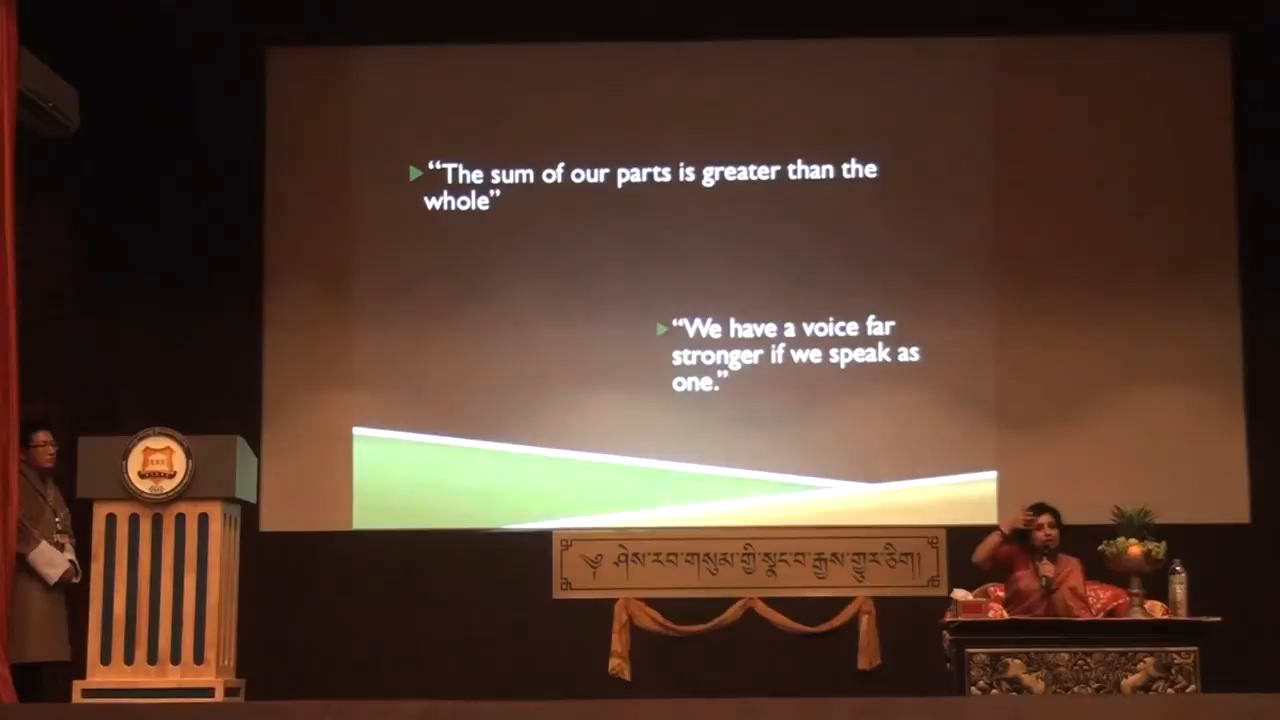 “The sum of our parts is greater than the
whole”
“We have a voice far
stronger if we speak as
one.”
༄ ཤེས་རབ་གསུམ་གྱི་སྣང་བ་རྒྱས་གྱུར་ཅིག།